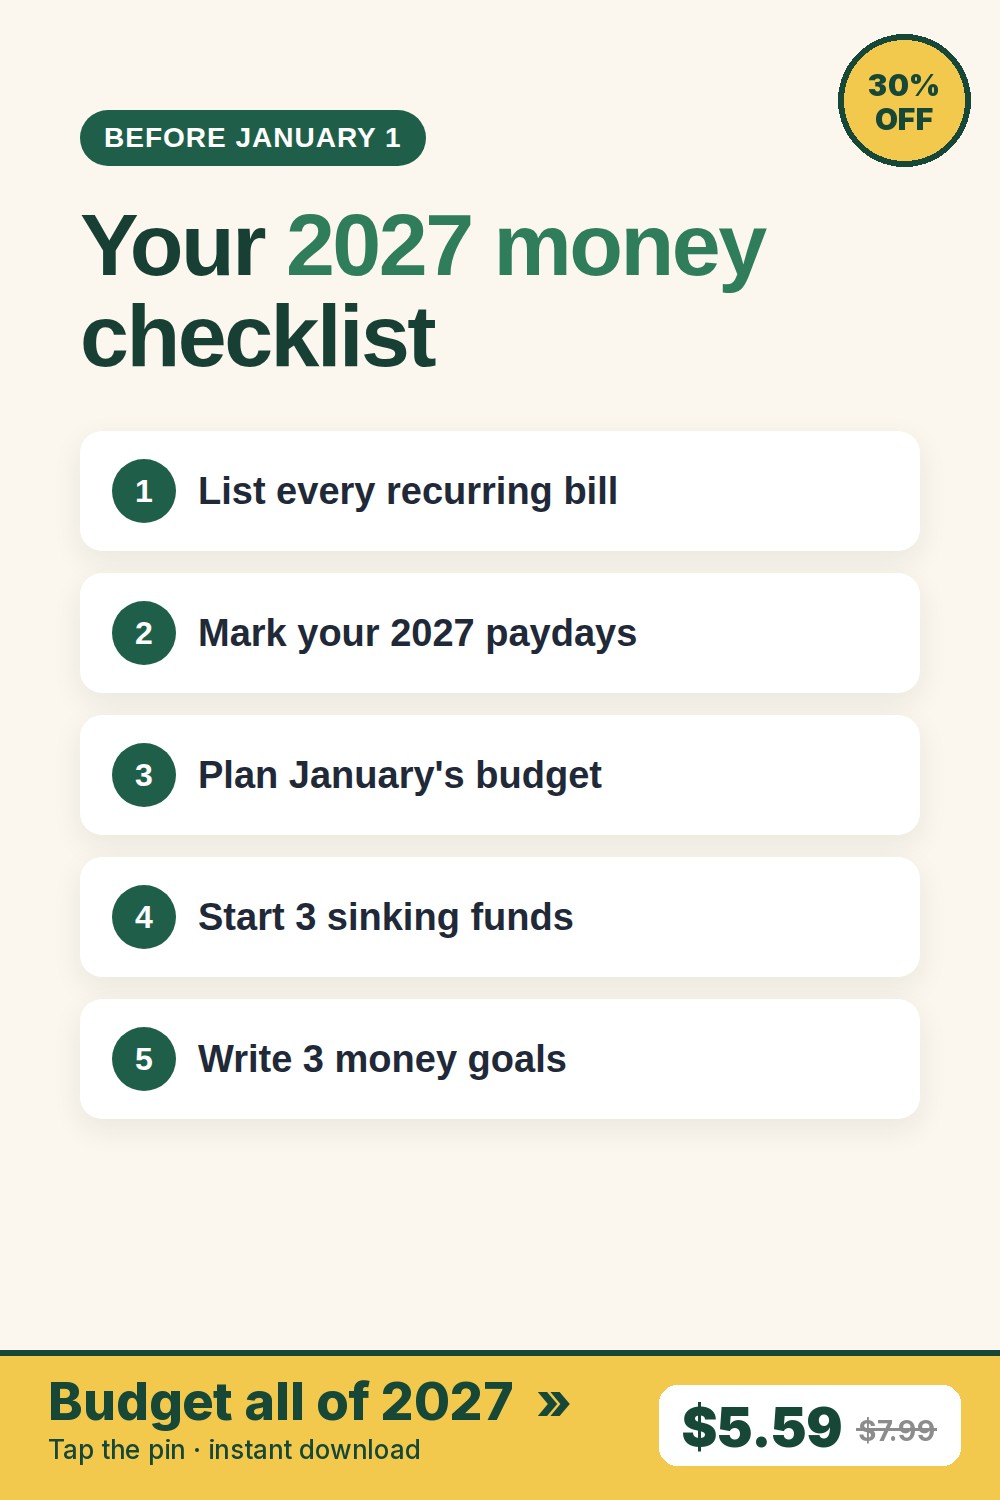 30%
OFF
BEFORE JANUARY 1
Your 2027 money
checklist
1 List every recurring bill
2 Mark your 2027 paydays
3 Plan January's budget
4 Start 3 sinking funds
5 Write 3 money goals
Budget all of 2027 »
Tap the pin · instant download
$5.59 $7.99